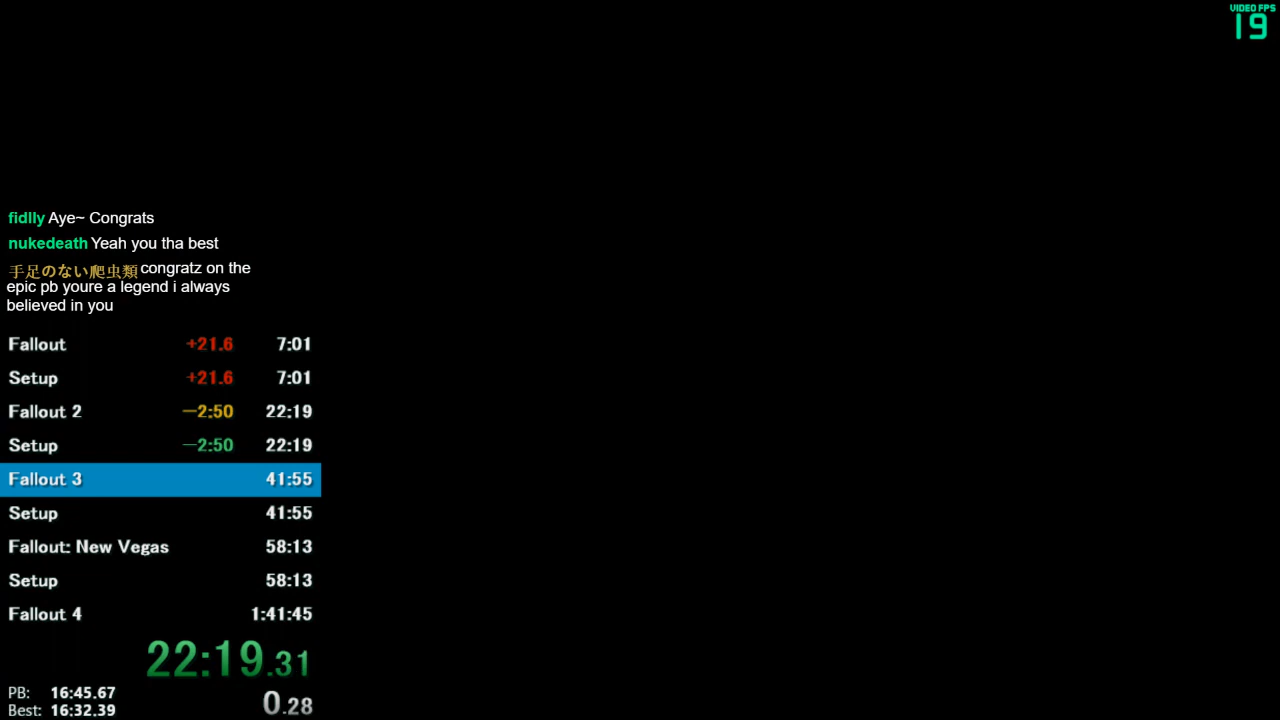 VIDEO FPS
19
fidlly Aye~ Congrats
nukedeath Yeah you tha best
手足のない爬虫類 congratz on the
epic pb youre a legend i always
believed in you
Fallout +21.6 7:01
Setup +21.6 7:01
Fallout 2 −2:50 22:19
Setup −2:50 22:19
Fallout 3 41:55
Setup 41:55
Fallout: New Vegas 58:13
Setup 58:13
Fallout 4 1:41:45
22:19.31
PB: 16:45.67
Best: 16:32.39
0.28